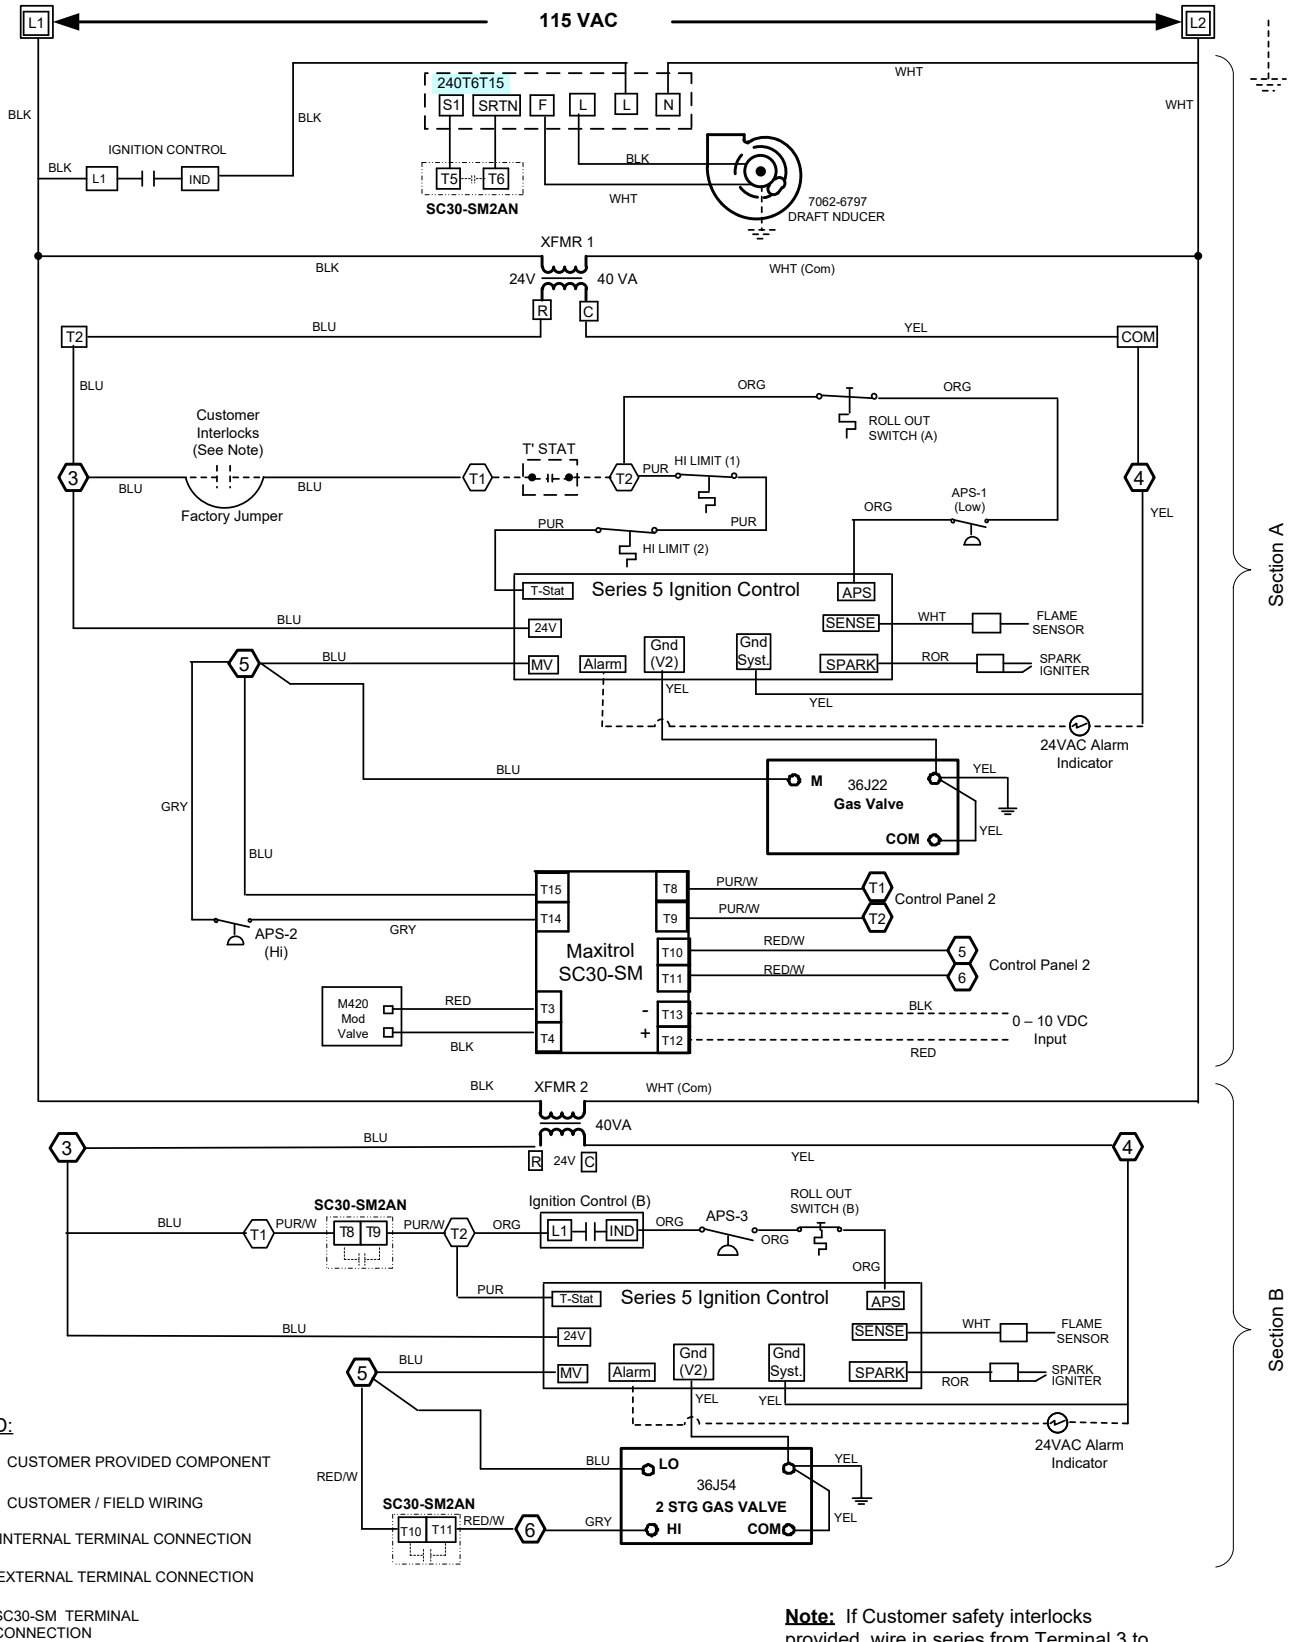 L1
115 VAC
L2
WHT
240T6T15
S1
SRTN
F
L
L
N
BLK
BLK
WHT
IGNITION CONTROL
BLK
L1
IND
BLK
T5
T6
WHT
SC30-SM2AN
7062-6797
DRAFT NDUCER
XFMR 1
BLK
WHT (Com)
24V
40 VA
R
C
BLU
YEL
T2
COM
BLU
ORG
ORG
Customer
Interlocks
(See Note)
ROLL OUT
SWITCH (A)
T' STAT
HI LIMIT (1)
3
T1
T2
PUR
4
BLU
BLU
APS-1
(Low)
ORG
YEL
Factory Jumper
PUR
PUR
HI LIMIT (2)
Section A
T-Stat
Series 5 Ignition Control
APS
BLU
24V
SENSE
WHT
FLAME
SENSOR
Gnd
(V2)
Gnd
Syst.
5
BLU
MV
Alarm
SPARK
ROR
SPARK
IGNITER
YEL
YEL
24VAC Alarm
Indicator
BLU
M
36J22
Gas Valve
YEL
GRY
COM
YEL
BLU
T15
T8
PUR/W
T1
Control Panel 2
T14
T9
PUR/W
T2
APS-2
(Hi)
GRY
Maxitrol
SC30-SM
T10
RED/W
5
Control Panel 2
T11
RED/W
6
M420
Mod
Valve
RED
T3
-
T13
BLK
0 – 10 VDC
Input
BLK
T4
+
T12
RED
BLK
XFMR 2
WHT (Com)
40VA
3
BLU
4
R
24V
C
YEL
SC30-SM2AN
Ignition Control (B)
ROLL OUT
SWITCH (B)
BLU
T1
PUR/W
T8
T9
PUR/W
T2
ORG
L1
IND
ORG
APS-3
ORG
ORG
PUR
T-Stat
Series 5 Ignition Control
APS
BLU
24V
SENSE
WHT
FLAME
SENSOR
Section B
5
BLU
MV
Alarm
Gnd
(V2)
Gnd
Syst.
SPARK
ROR
SPARK
IGNITER
YEL
YEL
24VAC Alarm
Indicator
D:
CUSTOMER PROVIDED COMPONENT
RED/W
BLU
LO
36J54
YEL
CUSTOMER / FIELD WIRING
SC30-SM2AN
2 STG GAS VALVE
T10
T11
RED/W
6
GRY
HI
COM
YEL
INTERNAL TERMINAL CONNECTION
EXTERNAL TERMINAL CONNECTION
SC30-SM TERMINAL
CONNECTION
Note: If Customer safety interlocks
provided, wire in series from Terminal 3 to